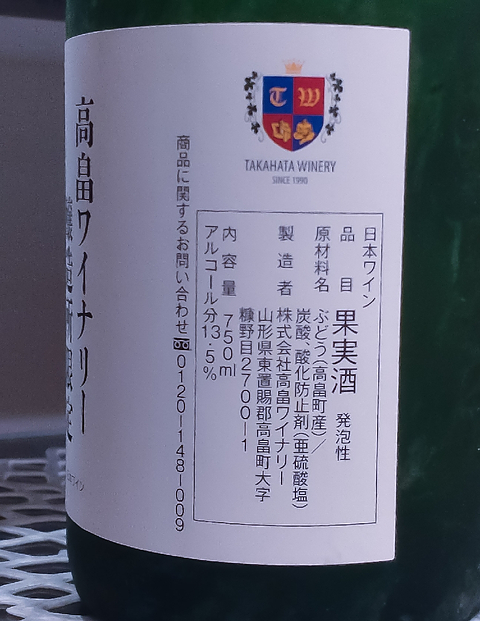 TAKAHATA WINERY
SINCE 1990
日本ワイン
品目 果実酒 発泡性
原材料名 ぶどう(高畠町産)／
炭酸、酸化防止剤(亜硫酸塩)
製造者 株式会社高畠ワイナリー
山形県東置賜郡高畠町大字
糠野目2700-1
内容量 750ml
アルコール分13.5%
商品に関するお問い合わせ 0120-148-009
高畠ワイナリー
限定
ワイン